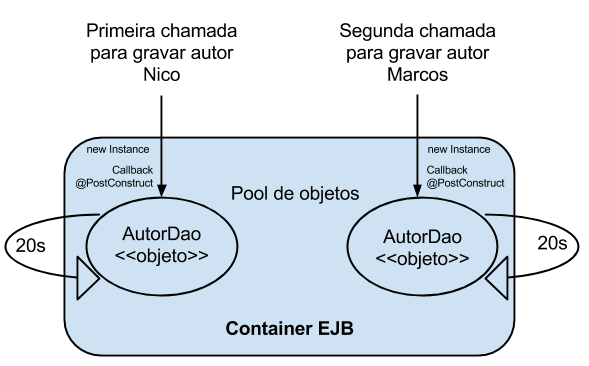 Primeira chamada
para gravar autor
Nico
Segunda chamada
para gravar autor
Marcos
new Instance
Callback
@PostConstruct
new Instance
Callback
@PostConstruct
Pool de objetos
20s
AutorDao
<<objeto>>
AutorDao
<<objeto>>
20s
Container EJB